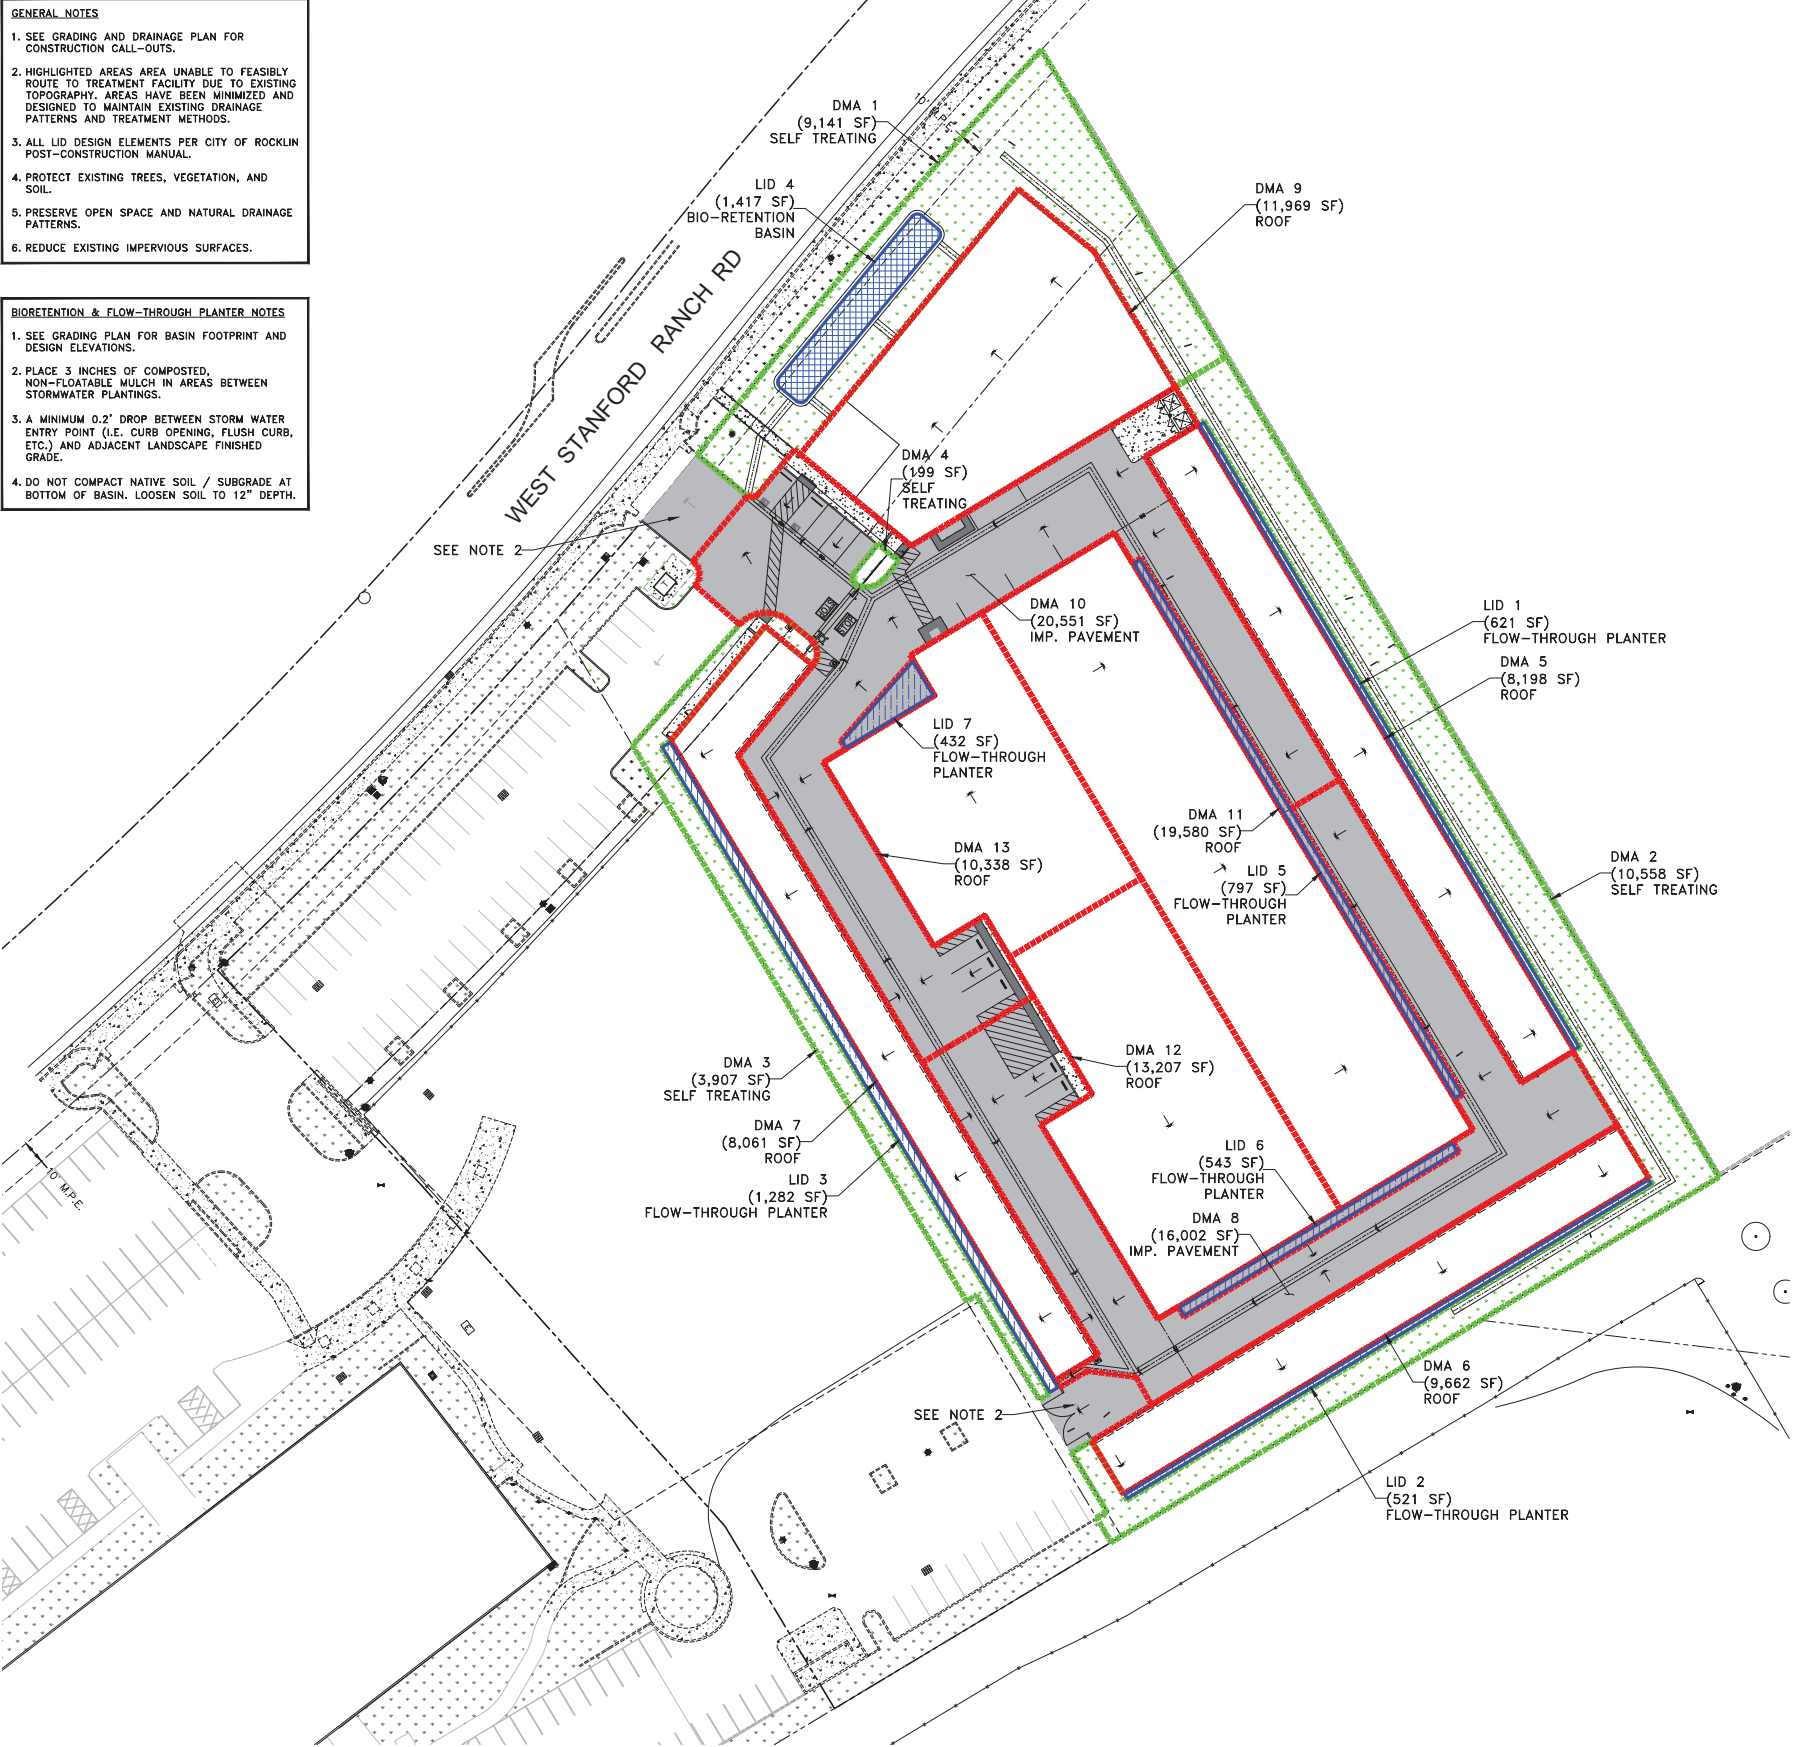 GENERAL NOTES
1. SEE GRADING AND DRAINAGE PLAN FOR
CONSTRUCTION CALL-OUTS.
2. HIGHLIGHTED AREAS AREA UNABLE TO FEASIBLY
ROUTE TO TREATMENT FACILITY DUE TO EXISTING
TOPOGRAPHY. AREAS HAVE BEEN MINIMIZED AND
DESIGNED TO MAINTAIN EXISTING DRAINAGE
PATTERNS AND TREATMENT METHODS.
3. ALL LID DESIGN ELEMENTS PER CITY OF ROCKLIN
POST-CONSTRUCTION MANUAL.
4. PROTECT EXISTING TREES, VEGETATION, AND
SOIL.
5. PRESERVE OPEN SPACE AND NATURAL DRAINAGE
PATTERNS.
6. REDUCE EXISTING IMPERVIOUS SURFACES.
BIORETENTION & FLOW-THROUGH PLANTER NOTES
1. SEE GRADING PLAN FOR BASIN FOOTPRINT AND
DESIGN ELEVATIONS.
2. PLACE 3 INCHES OF COMPOSTED,
NON-FLOATABLE MULCH IN AREAS BETWEEN
STORMWATER PLANTINGS.
3. A MINIMUM 0.2' DROP BETWEEN STORM WATER
ENTRY POINT (I.E. CURB OPENING, FLUSH CURB,
ETC.) AND ADJACENT LANDSCAPE FINISHED
GRADE.
4. DO NOT COMPACT NATIVE SOIL / SUBGRADE AT
BOTTOM OF BASIN. LOOSEN SOIL TO 12" DEPTH.
DMA 1
(9,141 SF)
SELF TREATING
LID 4
(1,417 SF)
BIO-RETENTION
BASIN
10'
DMA 9
(11,969 SF)
ROOF
WEST STANFORD RANCH RD
DMA 4
(199 SF)
SELF
TREATING
SEE NOTE 2
STOP
DMA 10
(20,551 SF)
IMP. PAVEMENT
LID 1
(621 SF)
FLOW-THROUGH PLANTER
DMA 5
(8,198 SF)
ROOF
LID 7
(432 SF)
FLOW-THROUGH
PLANTER
DMA 11
(19,580 SF)
ROOF
DMA 13
(10,338 SF)
ROOF
LID 5
(797 SF)
FLOW-THROUGH
PLANTER
DMA 2
(10,558 SF)
SELF TREATING
DMA 3
(3,907 SF)
SELF TREATING
DMA 12
(13,207 SF)
ROOF
DMA 7
(8,061 SF)
ROOF
LID 6
(543 SF)
FLOW-THROUGH
PLANTER
LID 3
(1,282 SF)
FLOW-THROUGH PLANTER
10' M.P.E.
DMA 8
(16,002 SF)
IMP. PAVEMENT
DMA 6
(9,662 SF)
ROOF
SEE NOTE 2
LID 2
(521 SF)
FLOW-THROUGH PLANTER